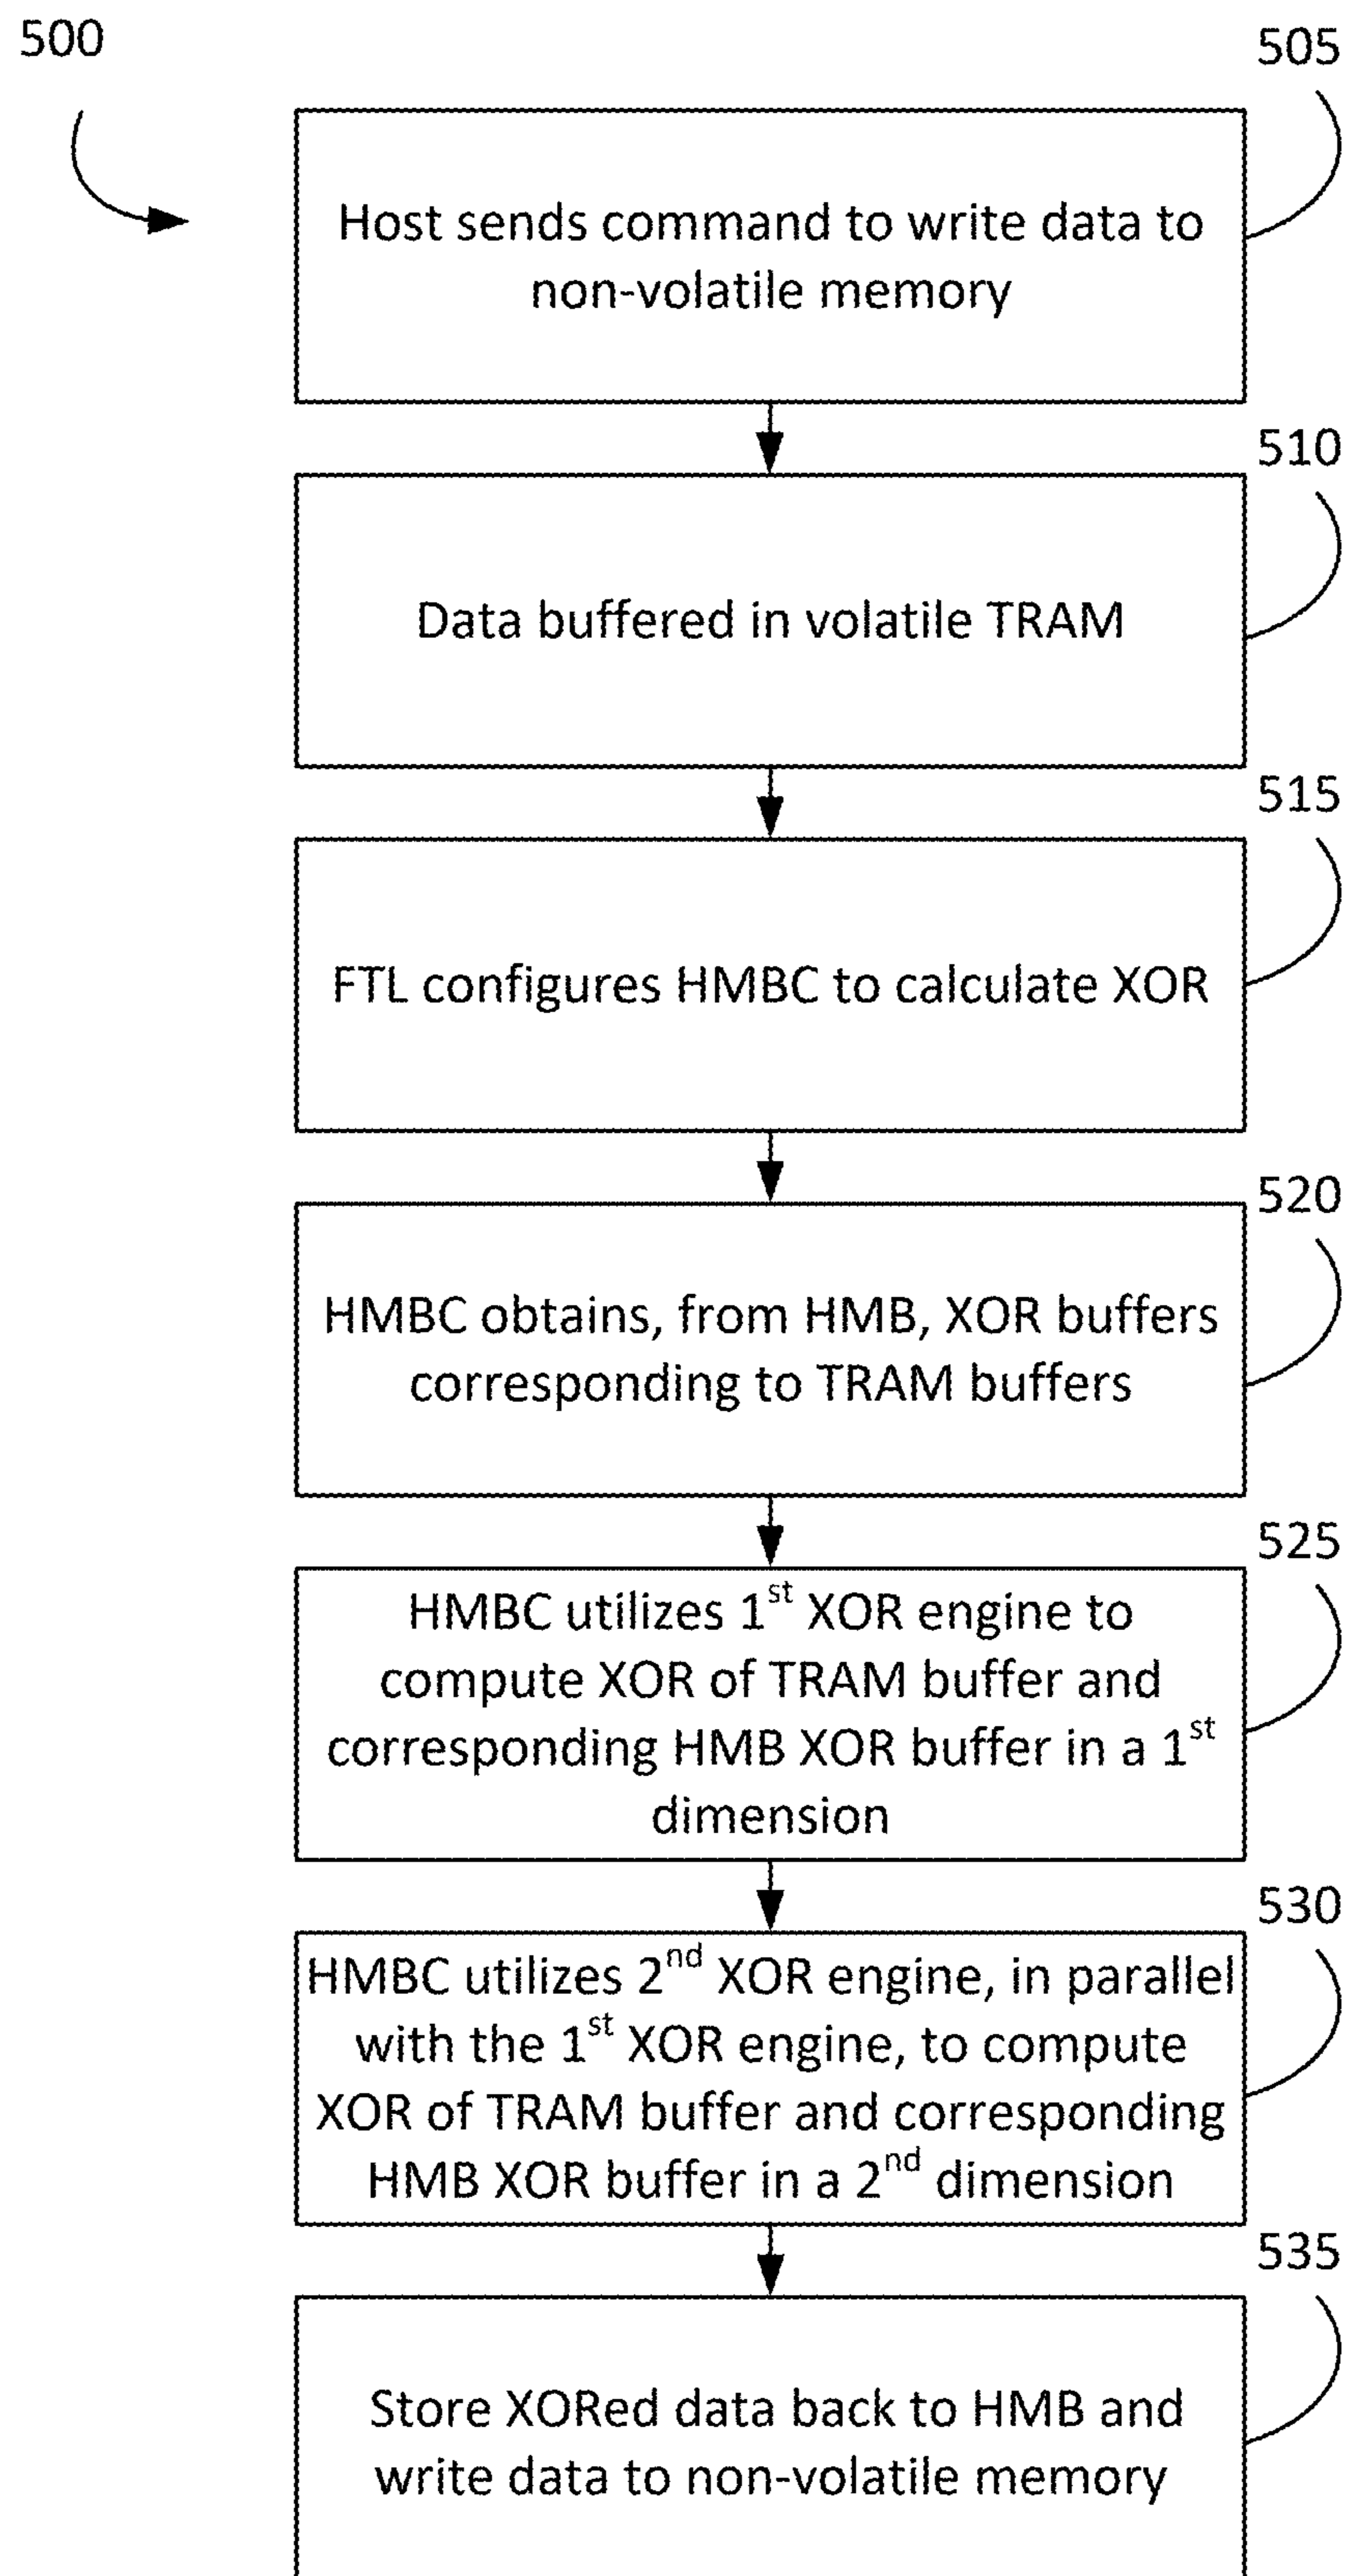 500
505
Host sends command to write data to
non-volatile memory
510
Data buffered in volatile TRAM
515
FTL configures HMBC to calculate XOR
520
HMBC obtains, from HMB, XOR buffers
corresponding to TRAM buffers
525
HMBC utilizes 1st XOR engine to
compute XOR of TRAM buffer and
corresponding HMB XOR buffer in a 1st
dimension
530
HMBC utilizes 2nd XOR engine, in parallel
with the 1st XOR engine, to compute
XOR of TRAM buffer and corresponding
HMB XOR buffer in a 2nd dimension
535
Store XORed data back to HMB and
write data to non-volatile memory